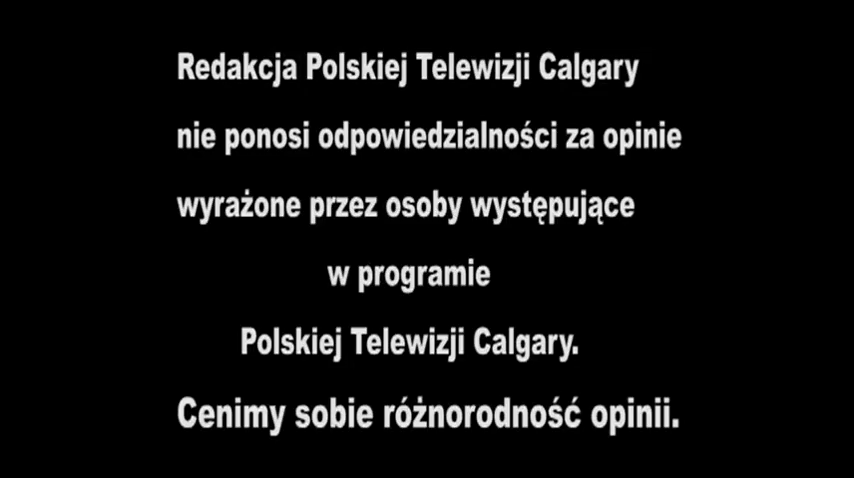 Redakcja Polskiej Telewizji Calgary
nie ponosi odpowiedzialności za opinie
wyrażone przez osoby występujące
w programie
Polskiej Telewizji Calgary.
Cenimy sobie różnorodność opinii.